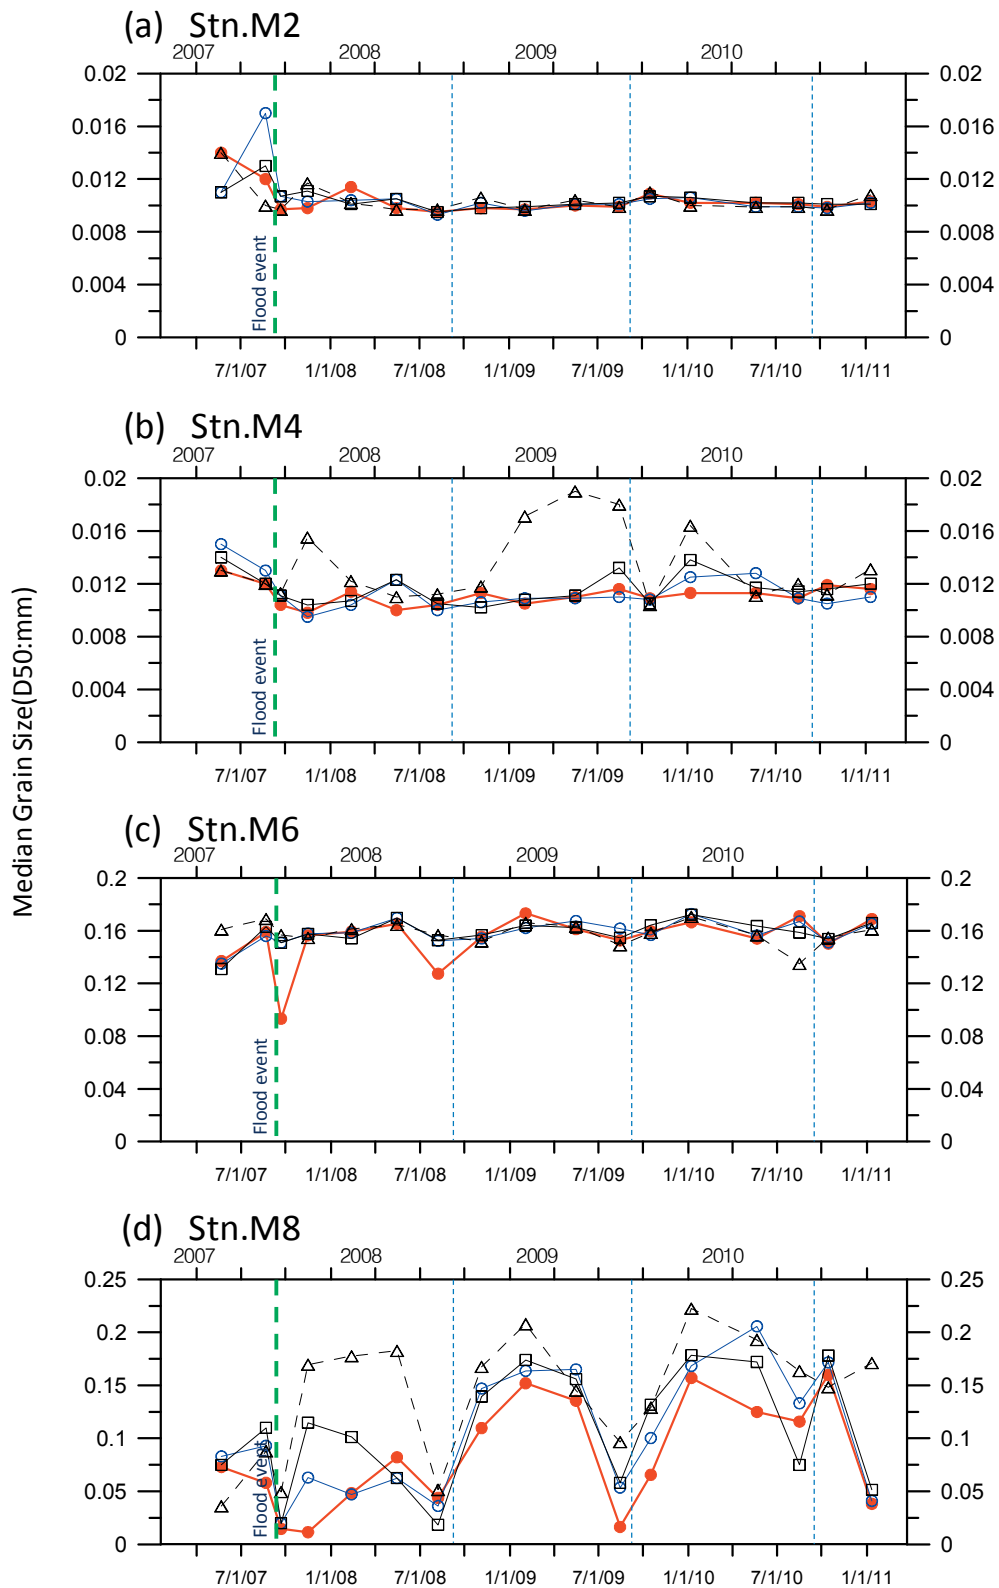 (a) Stn.M2
2007 2008 2009 2010
0.02 0.02
0.016 0.016
0.012 0.012
0.008 0.008
0.004 0.004
0 0
Flood event
7/1/07 1/1/08 7/1/08 1/1/09 7/1/09 1/1/10 7/1/10 1/1/11
(b) Stn.M4
2007 2008 2009 2010
0.02 0.02
0.016 0.016
0.012 0.012
0.008 0.008
0.004 0.004
0 0
Flood event
7/1/07 1/1/08 7/1/08 1/1/09 7/1/09 1/1/10 7/1/10 1/1/11
Median Grain Size(D50:mm)
(c) Stn.M6
2007 2008 2009 2010
0.2 0.2
0.16 0.16
0.12 0.12
0.08 0.08
0.04 0.04
0 0
Flood event
7/1/07 1/1/08 7/1/08 1/1/09 7/1/09 1/1/10 7/1/10 1/1/11
(d) Stn.M8
2007 2008 2009 2010
0.25 0.25
0.2 0.2
0.15 0.15
0.1 0.1
0.05 0.05
0 0
Flood event
7/1/07 1/1/08 7/1/08 1/1/09 7/1/09 1/1/10 7/1/10 1/1/11